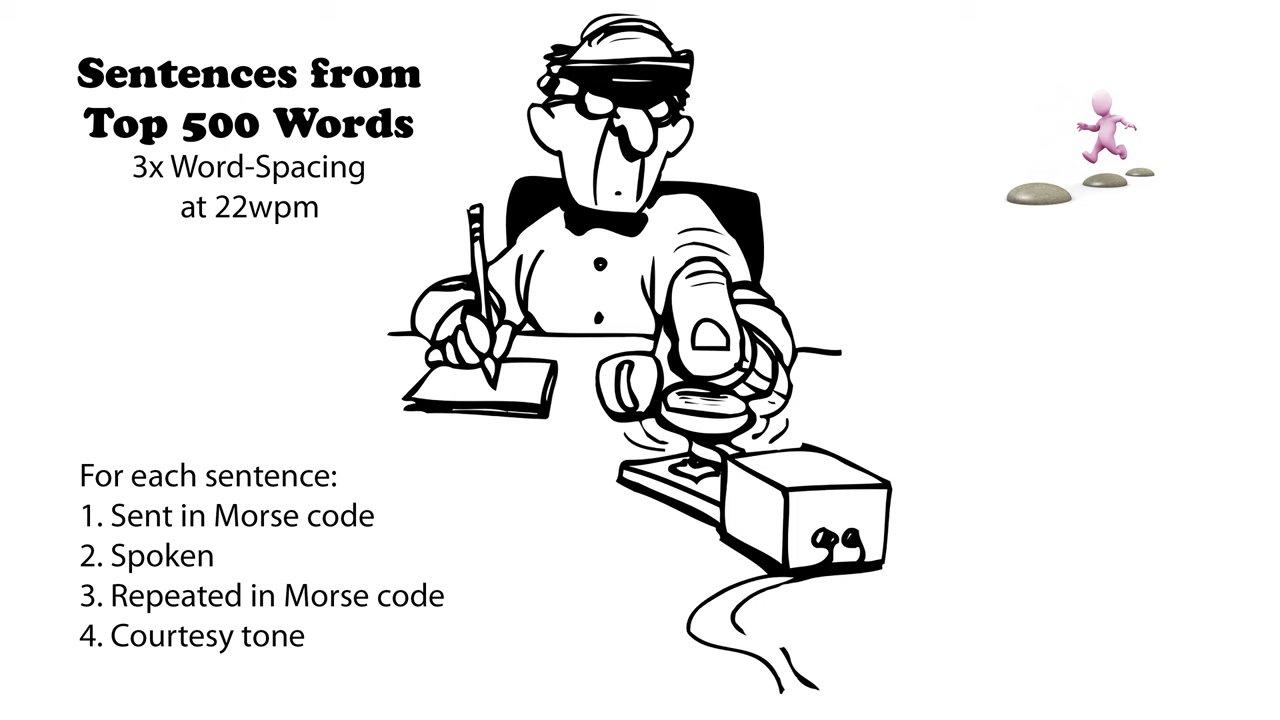 Sentences from
Top 500 Words
3x Word-Spacing
at 22wpm
For each sentence:
1. Sent in Morse code
2. Spoken
3. Repeated in Morse code
4. Courtesy tone